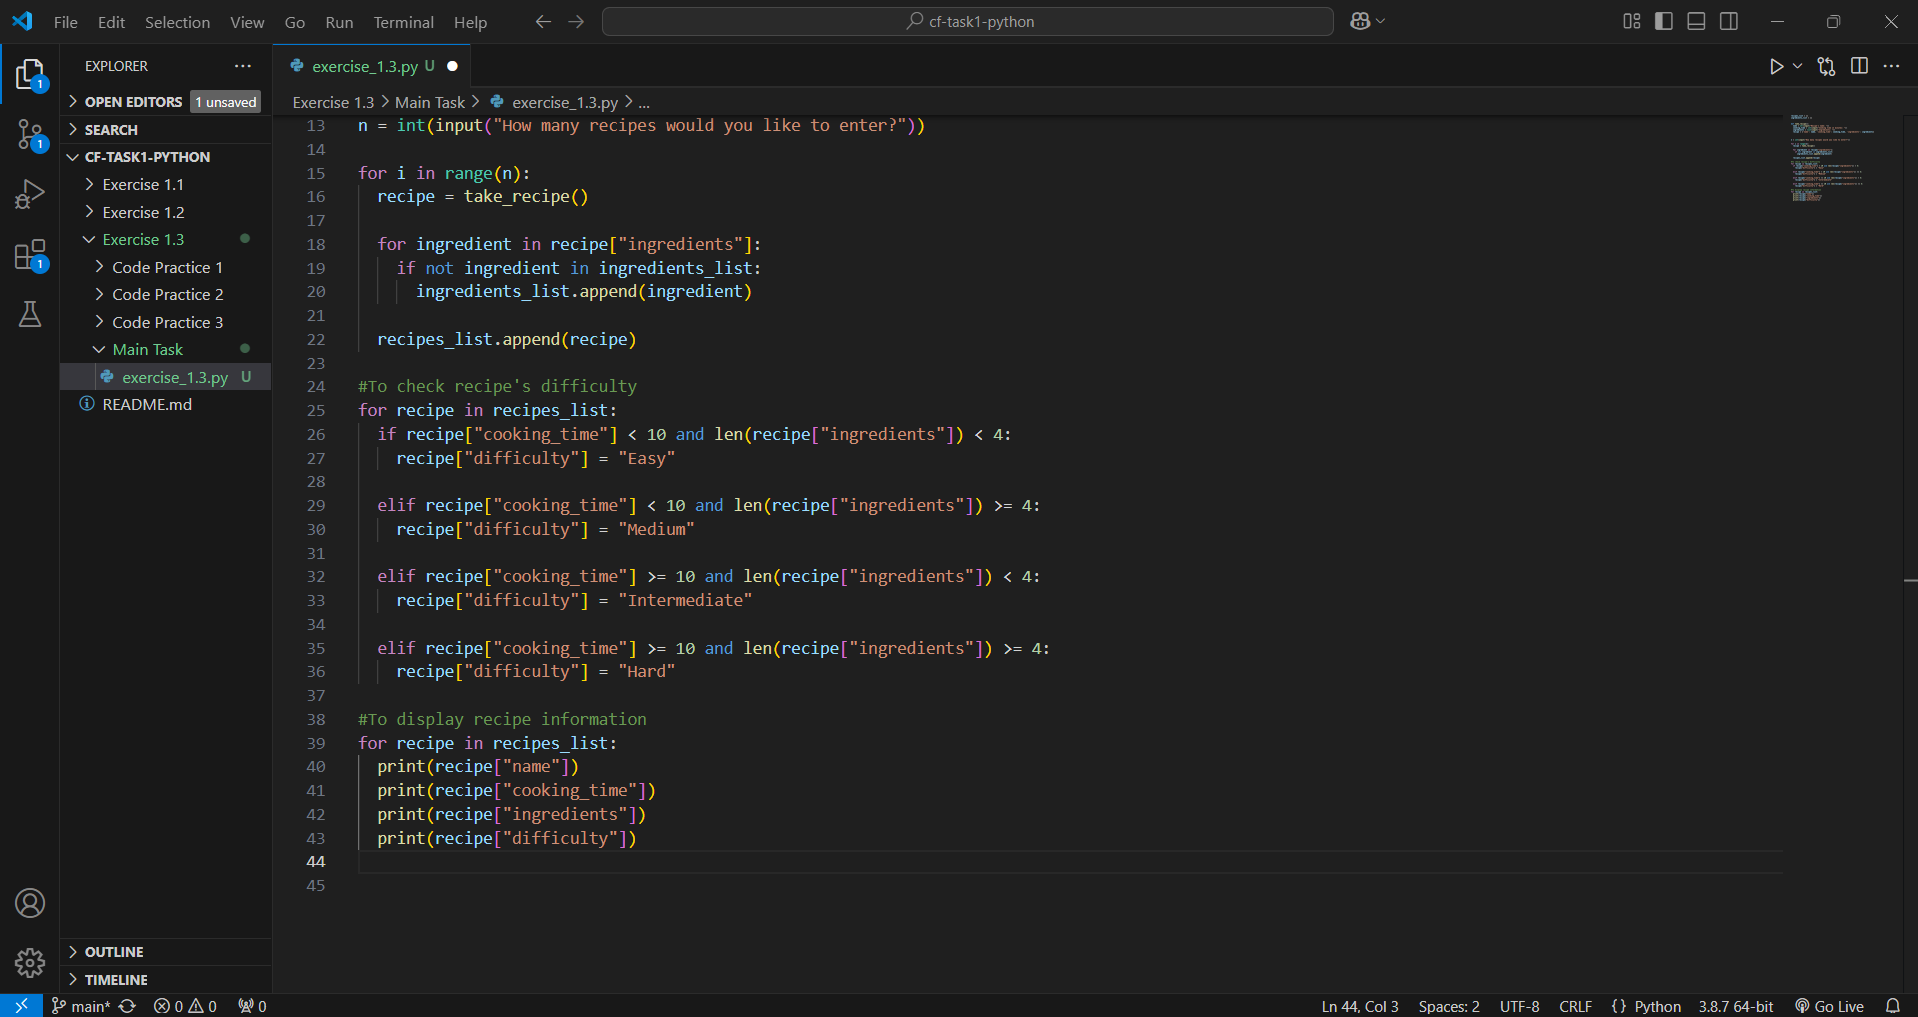 File Edit Selection View Go Run Terminal Help
cf-task1-python
EXPLORER
OPEN EDITORS 1 unsaved
SEARCH
CF-TASK1-PYTHON
Exercise 1.1
Exercise 1.2
Exercise 1.3
Code Practice 1
Code Practice 2
Code Practice 3
Main Task
exercise_1.3.py U
README.md
OUTLINE
TIMELINE
1
1
1
exercise_1.3.py U
Exercise 1.3 > Main Task > exercise_1.3.py > ...
13 n = int(input("How many recipes would you like to enter?"))
14
15 for i in range(n):
16 recipe = take_recipe()
17
18 for ingredient in recipe["ingredients"]:
19 if not ingredient in ingredients_list:
20 ingredients_list.append(ingredient)
21
22 recipes_list.append(recipe)
23
24 #To check recipe's difficulty
25 for recipe in recipes_list:
26 if recipe["cooking_time"] < 10 and len(recipe["ingredients"]) < 4:
27 recipe["difficulty"] = "Easy"
28
29 elif recipe["cooking_time"] < 10 and len(recipe["ingredients"]) >= 4:
30 recipe["difficulty"] = "Medium"
31
32 elif recipe["cooking_time"] >= 10 and len(recipe["ingredients"]) < 4:
33 recipe["difficulty"] = "Intermediate"
34
35 elif recipe["cooking_time"] >= 10 and len(recipe["ingredients"]) >= 4:
36 recipe["difficulty"] = "Hard"
37
38 #To display recipe information
39 for recipe in recipes_list:
40 print(recipe["name"])
41 print(recipe["cooking_time"])
42 print(recipe["ingredients"])
43 print(recipe["difficulty"])
44
45
main* 0 0 0
Ln 44, Col 3 Spaces: 2 UTF-8 CRLF {} Python 3.8.7 64-bit Go Live